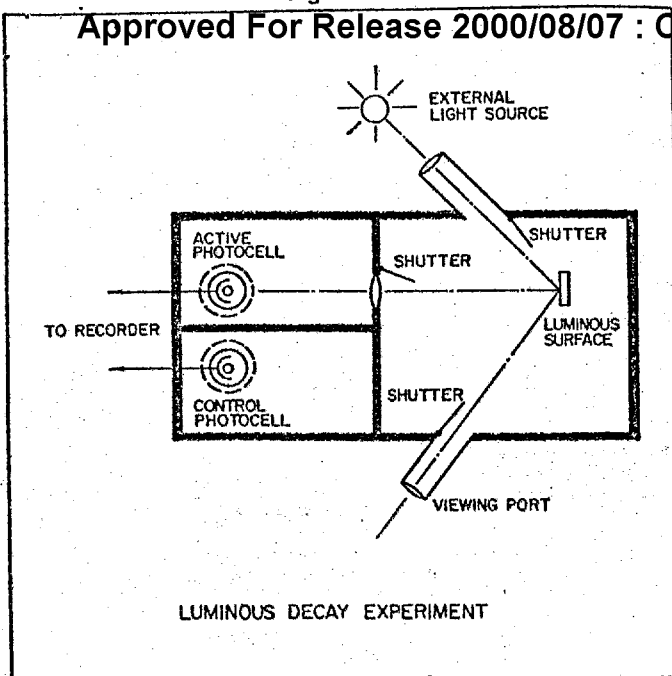 Approved For Release 2000/08/07 : C
EXTERNAL
LIGHT SOURCE
ACTIVE
PHOTOCELL
SHUTTER
SHUTTER
TO RECORDER
LUMINOUS
SURFACE
CONTROL
PHOTOCELL
SHUTTER
VIEWING PORT
LUMINOUS DECAY EXPERIMENT